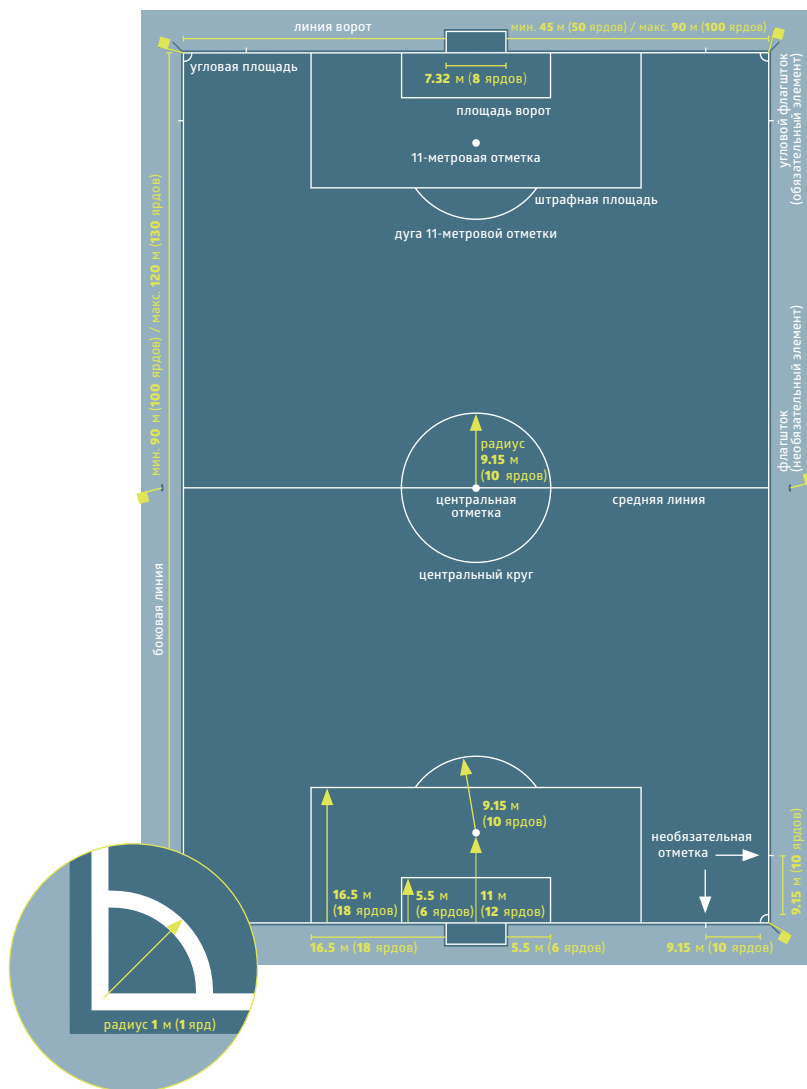 линия ворот
мин. 45 м (50 ярдов) / макс. 90 м (100 ярдов)
угловая площадь
7.32 м (8 ярдов)
площадь ворот
11-метровая отметка
штрафная площадь
дуга 11-метровой отметки
угловой флагшток
(обязательный элемент)
мин. 90 м (100 ярдов) / макс. 120 м (130 ярдов)
флагшток
(необязательный элемент)
радиус
9.15 м
(10 ярдов)
центральная
отметка
средняя линия
центральный круг
боковая линия
9.15 м
(10 ярдов)
необязательная
отметка
9.15 м (10 ярдов)
16.5 м
(18 ярдов)
5.5 м
(6 ярдов)
11 м
(12 ярдов)
16.5 м (18 ярдов)
5.5 м (6 ярдов)
9.15 м (10 ярдов)
радиус 1 м (1 ярд)